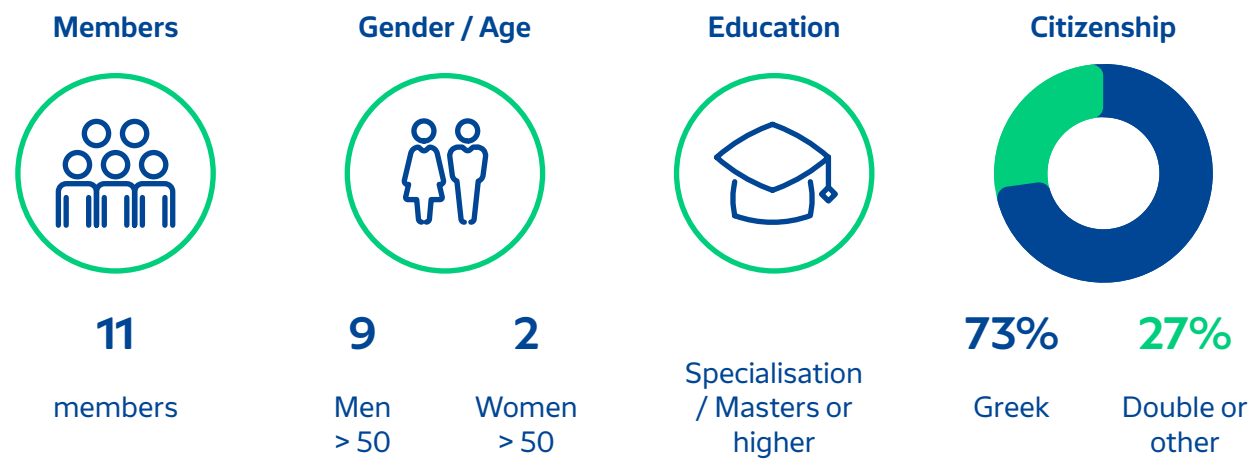 Members
11
members
Gender / Age
9
Men
> 50
2
Women
> 50
Education
Specialisation
/ Masters or
higher
Citizenship
73%
Greek
27%
Double or
other